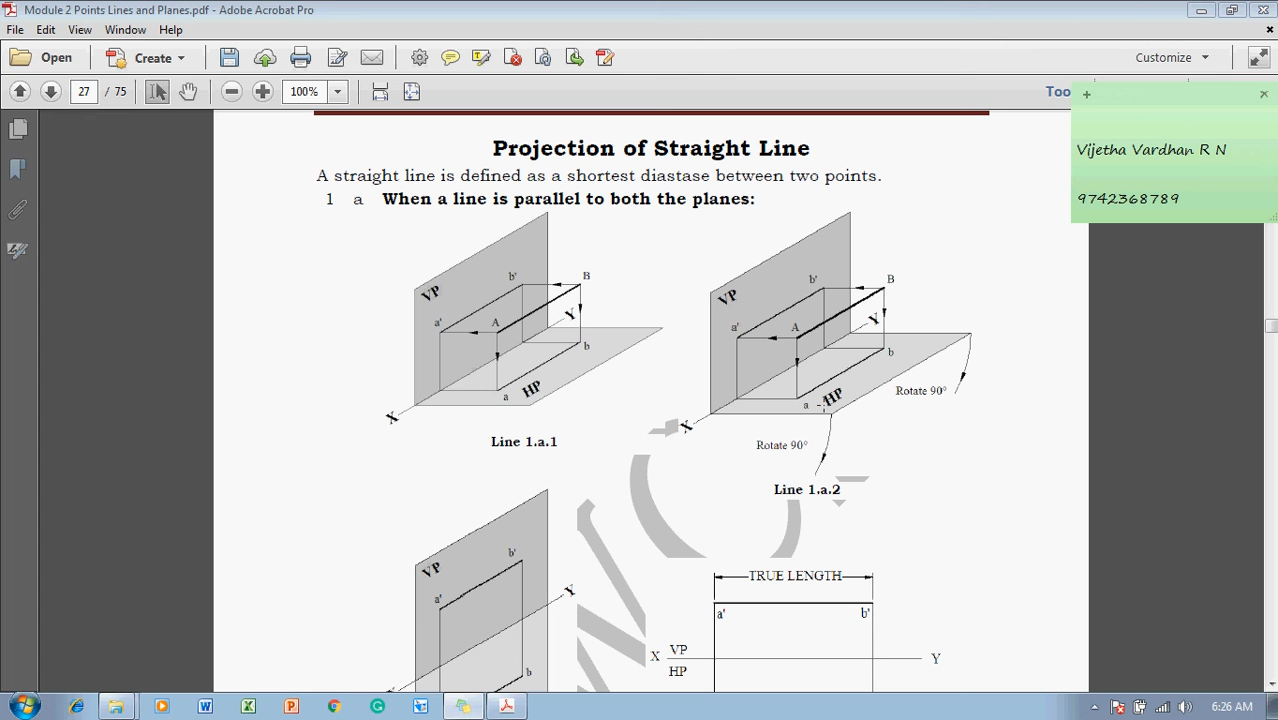 Module 2 Points Lines and Planes.pdf - Adobe Acrobat Pro
File Edit View Window Help
Open Create Customize
27 / 75 100% Too
Vijetha Vardhan R N
9742368789
Projection of Straight Line
A straight line is defined as a shortest diastase between two points.
1 a When a line is parallel to both the planes:
VP b' B
a' A Y
b
a HP
X
Line 1.a.1
VP b' B
a' A Y
b
a HP
X
Rotate 90°
Rotate 90°
Line 1.a.2
VP b'
a' Y
b
TRUE LENGTH
a' b'
X VP Y
HP
6:26 AM